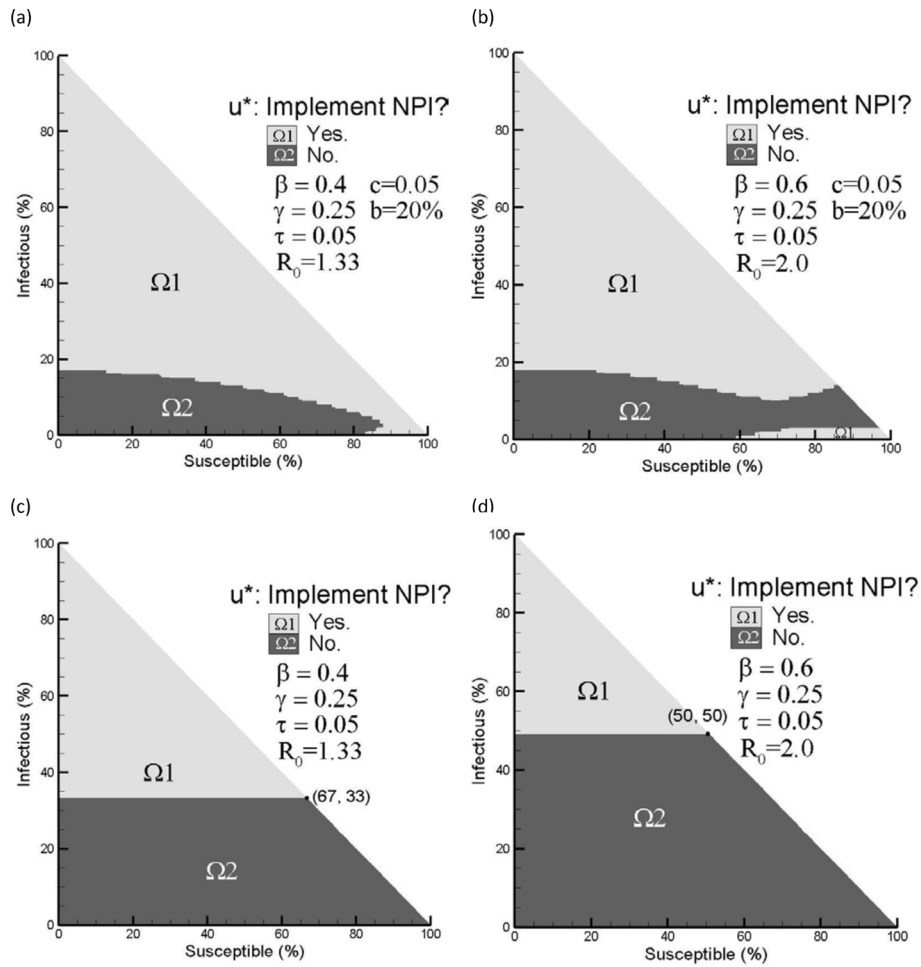 (a)
u*: Implement NPI?
Ω1 Yes.
Ω2 No.
β = 0.4 c=0.05
γ = 0.25 b=20%
τ = 0.05
R0=1.33
Ω1
Ω2
Infectious (%)
100
80
60
40
20
0
0 20 40 60 80 100
Susceptible (%)
(b)
u*: Implement NPI?
Ω1 Yes.
Ω2 No.
β = 0.6 c=0.05
γ = 0.25 b=20%
τ = 0.05
R0=2.0
Ω1
Ω2
Ω1
Infectious (%)
100
80
60
40
20
0
0 20 40 60 80 100
Susceptible (%)
(c)
u*: Implement NPI?
Ω1 Yes.
Ω2 No.
β = 0.4
γ = 0.25
τ = 0.05
R0=1.33
Ω1
(67, 33)
Ω2
Infectious (%)
100
80
60
40
20
0
0 20 40 60 80 100
Susceptible (%)
(d)
u*: Implement NPI?
Ω1 Yes.
Ω2 No.
β = 0.6
γ = 0.25
τ = 0.05
R0=2.0
Ω1
(50, 50)
Ω2
Infectious (%)
100
80
60
40
20
0
0 20 40 60 80 100
Susceptible (%)